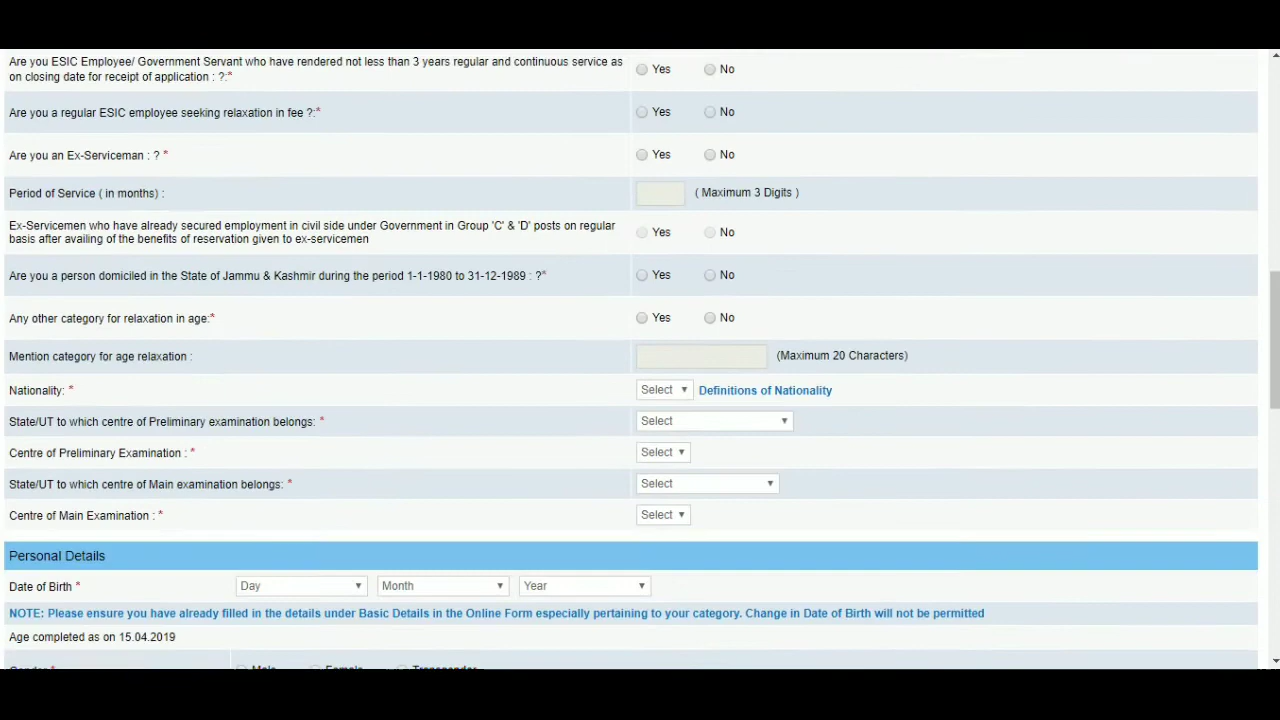 Are you ESIC Employee/ Government Servant who have rendered not less than 3 years regular and continuous service as
on closing date for receipt of application : ?:* Yes No
Are you a regular ESIC employee seeking relaxation in fee ?:* Yes No
Are you an Ex-Serviceman : ? * Yes No
Period of Service ( in months) : ( Maximum 3 Digits )
Ex-Servicemen who have already secured employment in civil side under Government in Group 'C' & 'D' posts on regular
basis after availing of the benefits of reservation given to ex-servicemen Yes No
Are you a person domiciled in the State of Jammu & Kashmir during the period 1-1-1980 to 31-12-1989 : ?* Yes No
Any other category for relaxation in age:* Yes No
Mention category for age relaxation : (Maximum 20 Characters)
Nationality: * Select Definitions of Nationality
State/UT to which centre of Preliminary examination belongs: * Select
Centre of Preliminary Examination : * Select
State/UT to which centre of Main examination belongs: * Select
Centre of Main Examination : * Select
Personal Details
Date of Birth * Day Month Year
NOTE: Please ensure you have already filled in the details under Basic Details in the Online Form especially pertaining to your category. Change in Date of Birth will not be permitted
Age completed as on 15.04.2019
Gender * Male Female Transgender